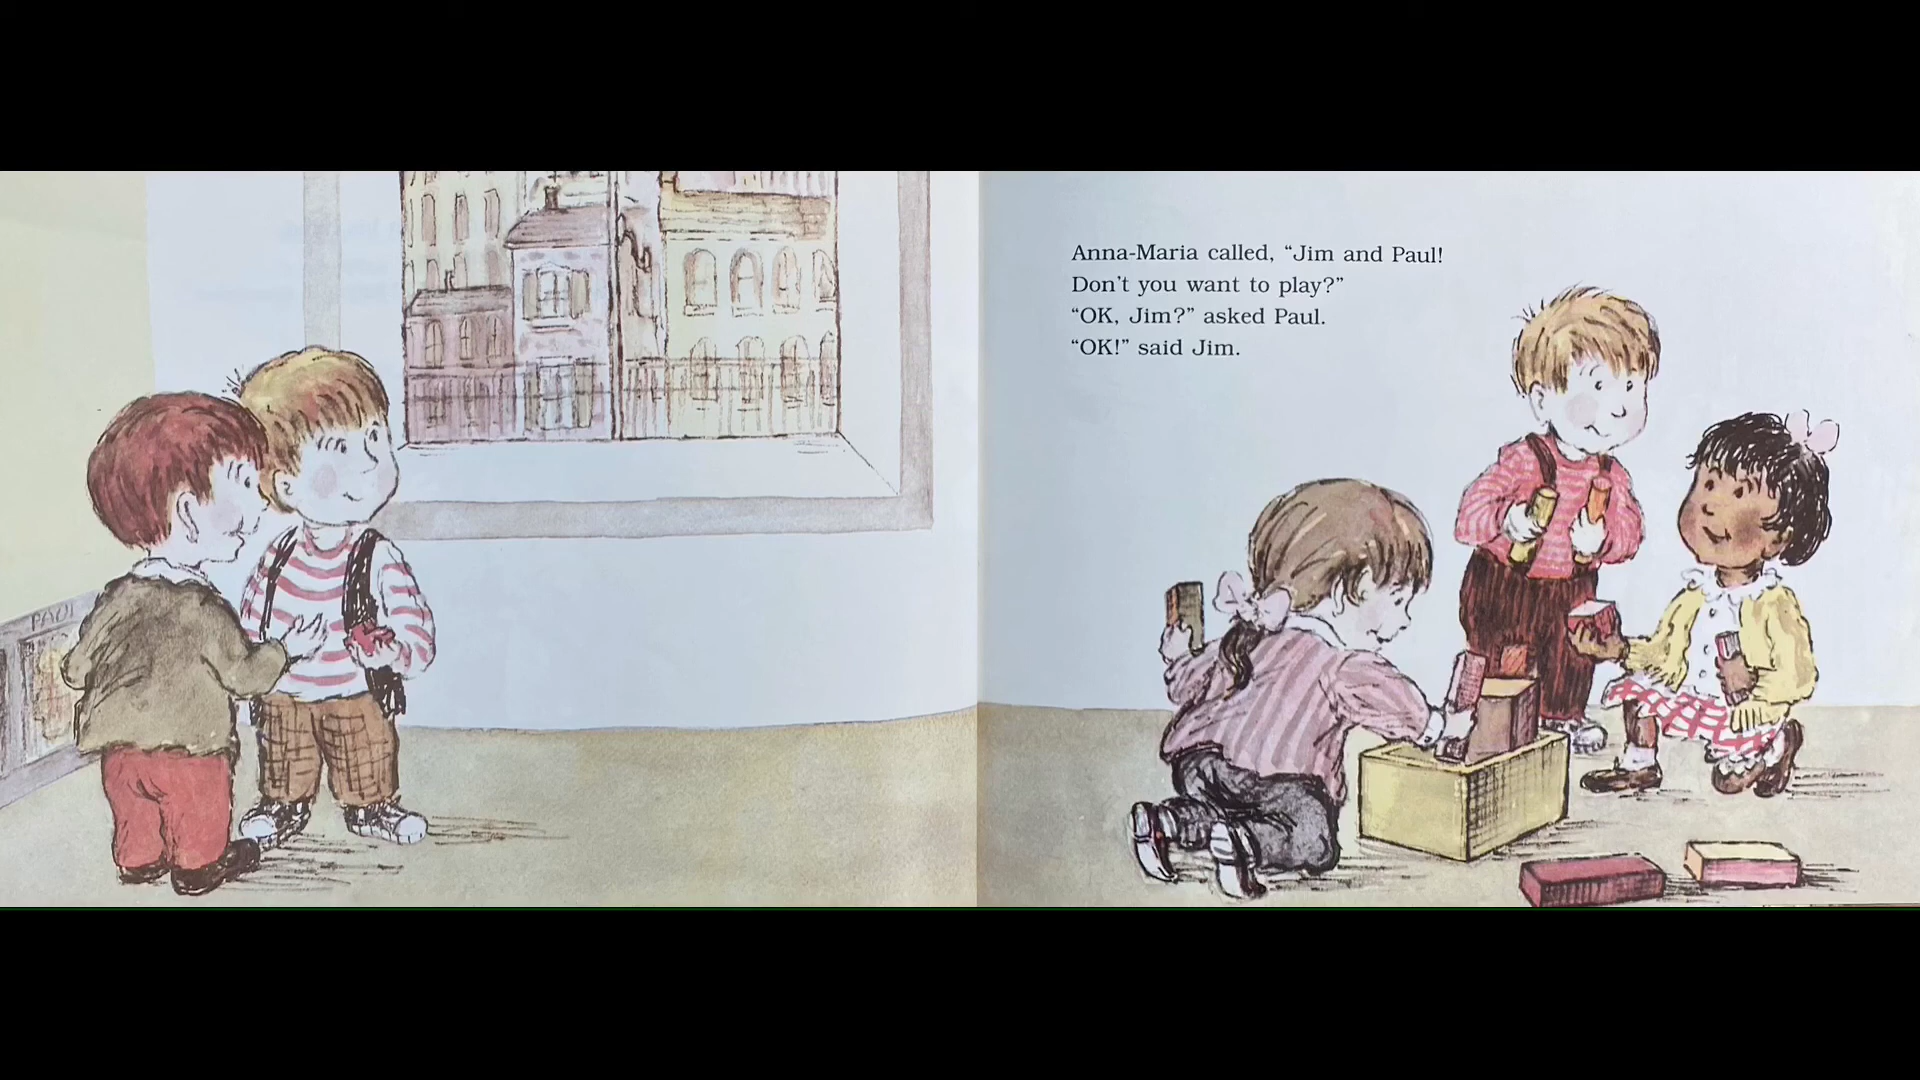 PAUL
Anna-Maria called, “Jim and Paul!
Don't you want to play?”
“OK, Jim?” asked Paul.
“OK!” said Jim.